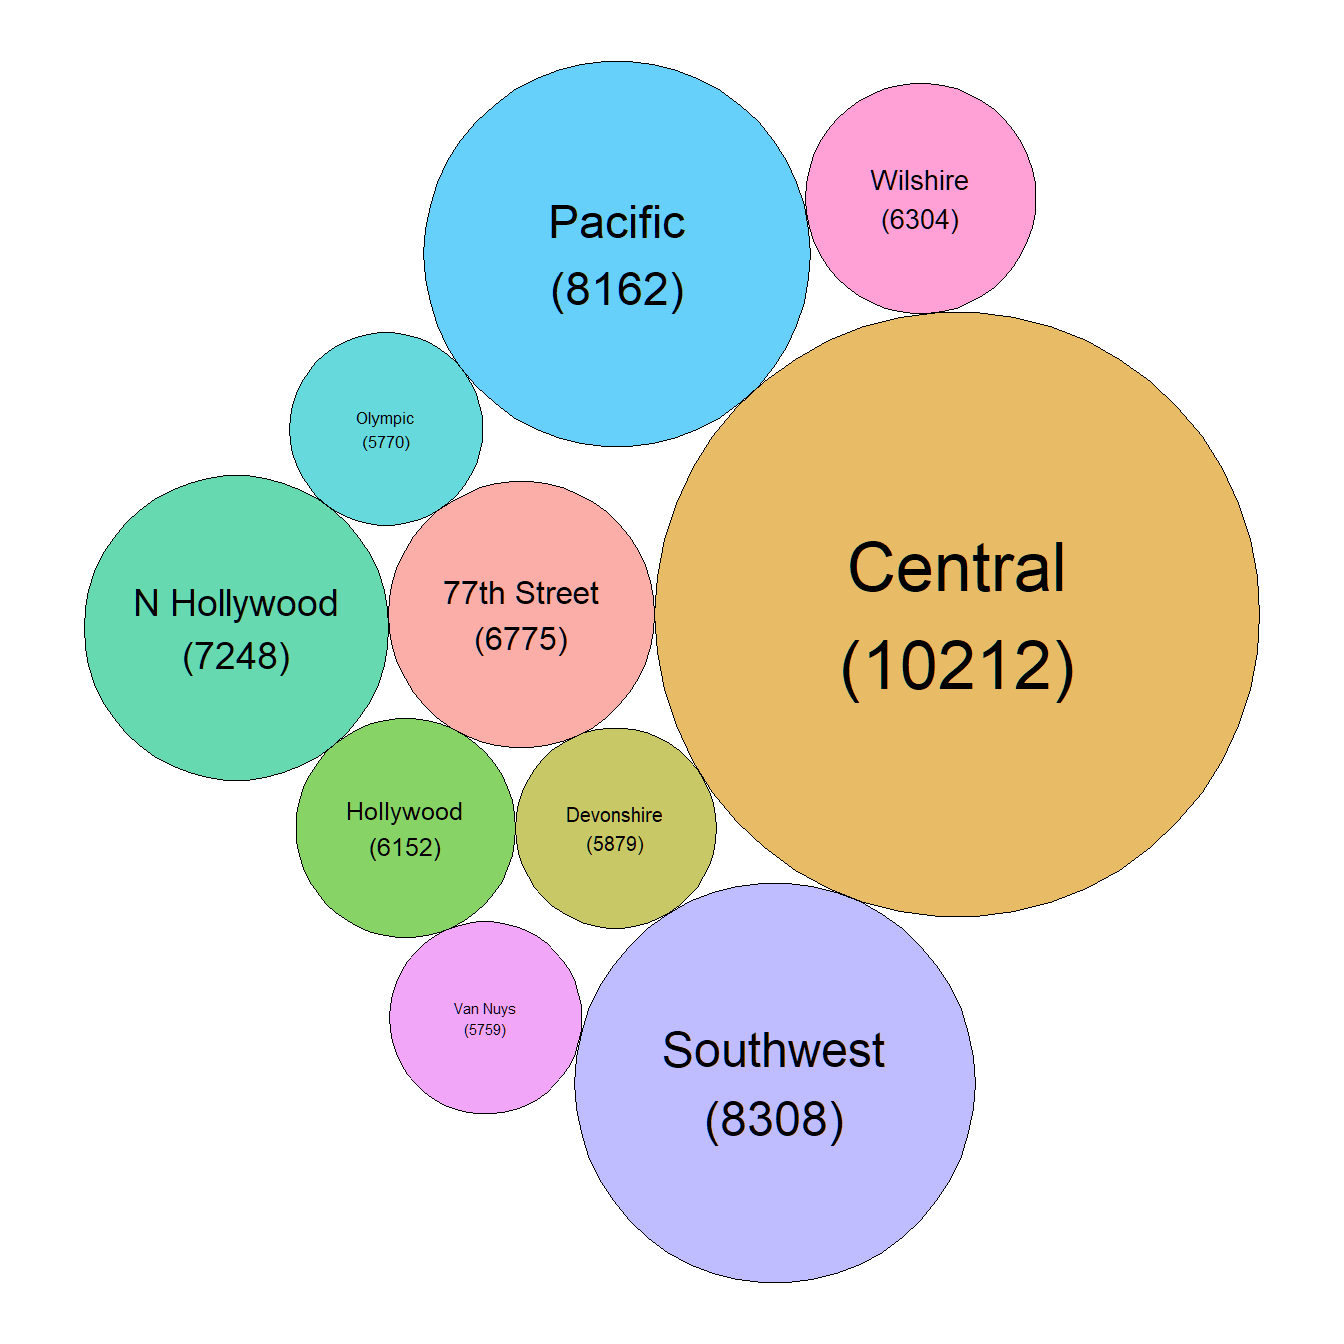 Pacific
(8162)
Wilshire
(6304)
Olympic
(5770)
Central
(10212)
N Hollywood
(7248)
77th Street
(6775)
Hollywood
(6152)
Devonshire
(5879)
Van Nuys
(5759)
Southwest
(8308)